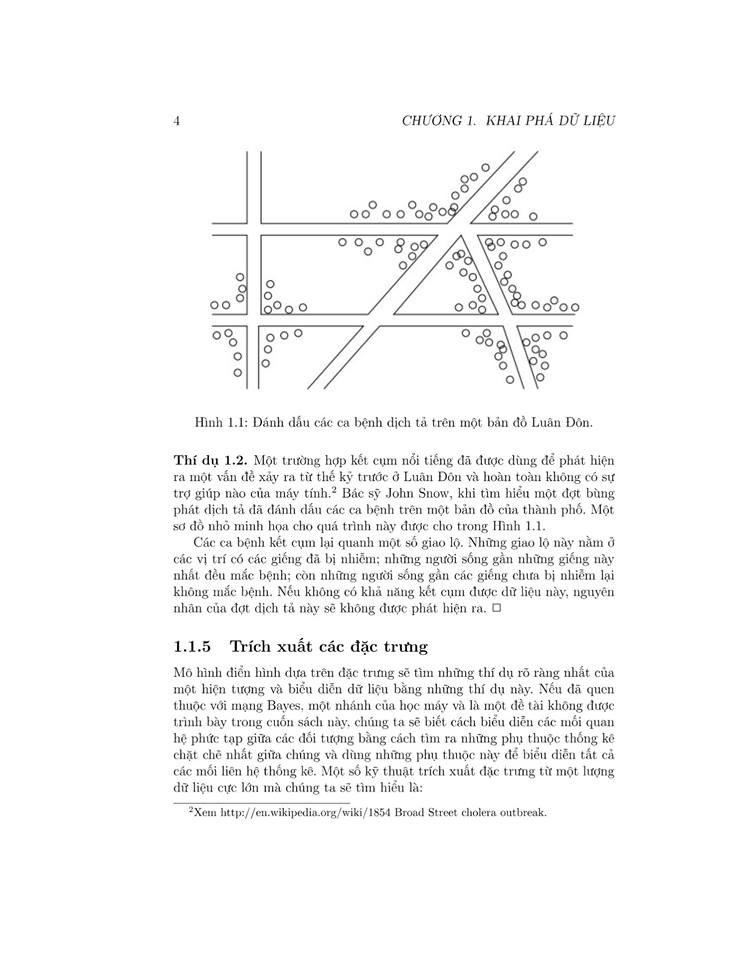 4 CHƯƠNG 1. KHAI PHÁ DỮ LIỆU
Hình 1.1: Đánh dấu các ca bệnh dịch tả trên một bản đồ Luân Đôn.
Thí dụ 1.2. Một trường hợp kết cụm nổi tiếng đã được dùng để phát hiện
ra một vấn đề xảy ra từ thế kỷ trước ở Luân Đôn và hoàn toàn không có sự
trợ giúp nào của máy tính.² Bác sỹ John Snow, khi tìm hiểu một đợt bùng
phát dịch tả đã đánh dấu các ca bệnh trên một bản đồ của thành phố. Một
sơ đồ nhỏ minh họa cho quá trình này được cho trong Hình 1.1.
Các ca bệnh kết cụm lại quanh một số giao lộ. Những giao lộ này nằm ở
các vị trí có các giếng đã bị nhiễm; những người sống gần những giếng này
nhất đều mắc bệnh; còn những người sống gần các giếng chưa bị nhiễm lại
không mắc bệnh. Nếu không có khả năng kết cụm được dữ liệu này, nguyên
nhân của đợt dịch tả này sẽ không được phát hiện ra. □
1.1.5 Trích xuất các đặc trưng
Mô hình điển hình dựa trên đặc trưng sẽ tìm những thí dụ rõ ràng nhất của
một hiện tượng và biểu diễn dữ liệu bằng những thí dụ này. Nếu đã quen
thuộc với mạng Bayes, một nhánh của học máy và là một đề tài không được
trình bày trong cuốn sách này, chúng ta sẽ biết cách biểu diễn các mối quan
hệ phức tạp giữa các đối tượng bằng cách tìm ra những phụ thuộc thống kê
chặt chẽ nhất giữa chúng và dùng những phụ thuộc này để biểu diễn tất cả
các mối liên hệ thống kê. Một số kỹ thuật trích xuất đặc trưng từ một lượng
dữ liệu cực lớn mà chúng ta sẽ tìm hiểu là:
²Xem http://en.wikipedia.org/wiki/1854 Broad Street cholera outbreak.